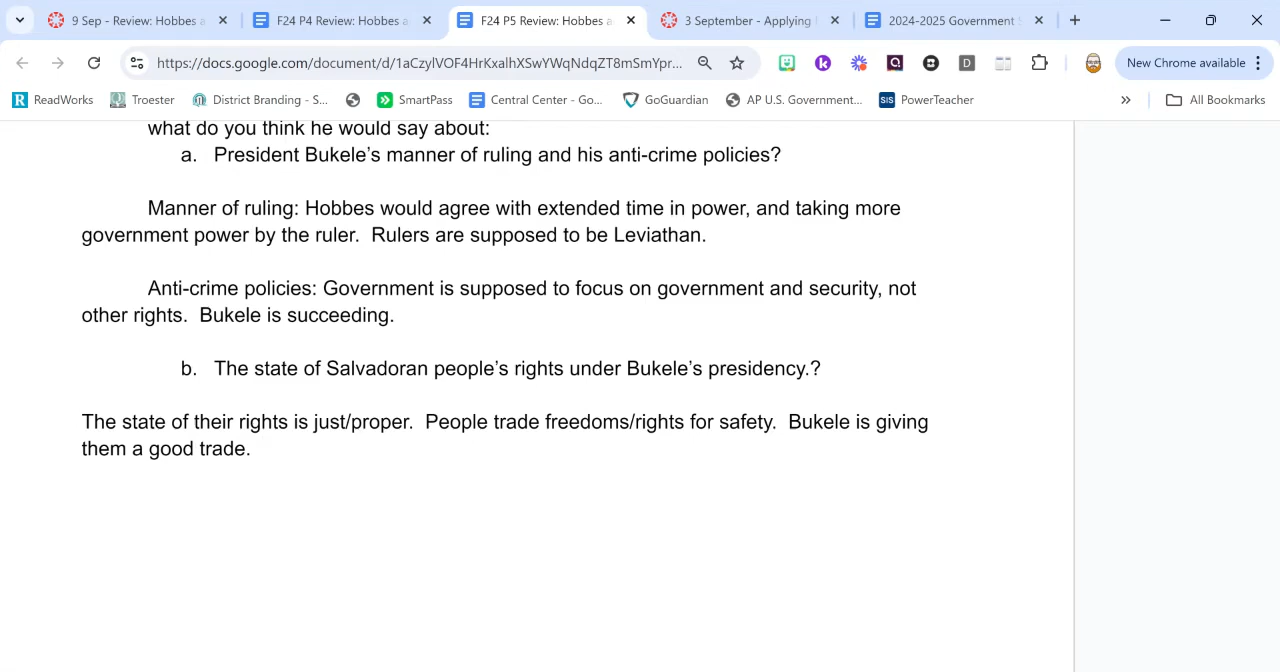 9 Sep - Review: Hobbes a
F24 P4 Review: Hobbes a
F24 P5 Review: Hobbes a
3 September - Applying
2024-2025 Government S
https://docs.google.com/document/d/1aCzylVOF4HrKxalhXSwYWqNdqZT8mSmYpr...
New Chrome available
ReadWorks
Troester
District Branding - S...
SmartPass
Central Center - Go...
GoGuardian
AP U.S. Government...
SIS PowerTeacher
All Bookmarks
what do you think he would say about:
a. President Bukele’s manner of ruling and his anti-crime policies?
Manner of ruling: Hobbes would agree with extended time in power, and taking more
government power by the ruler. Rulers are supposed to be Leviathan.
Anti-crime policies: Government is supposed to focus on government and security, not
other rights. Bukele is succeeding.
b. The state of Salvadoran people’s rights under Bukele’s presidency.?
The state of their rights is just/proper. People trade freedoms/rights for safety. Bukele is giving
them a good trade.